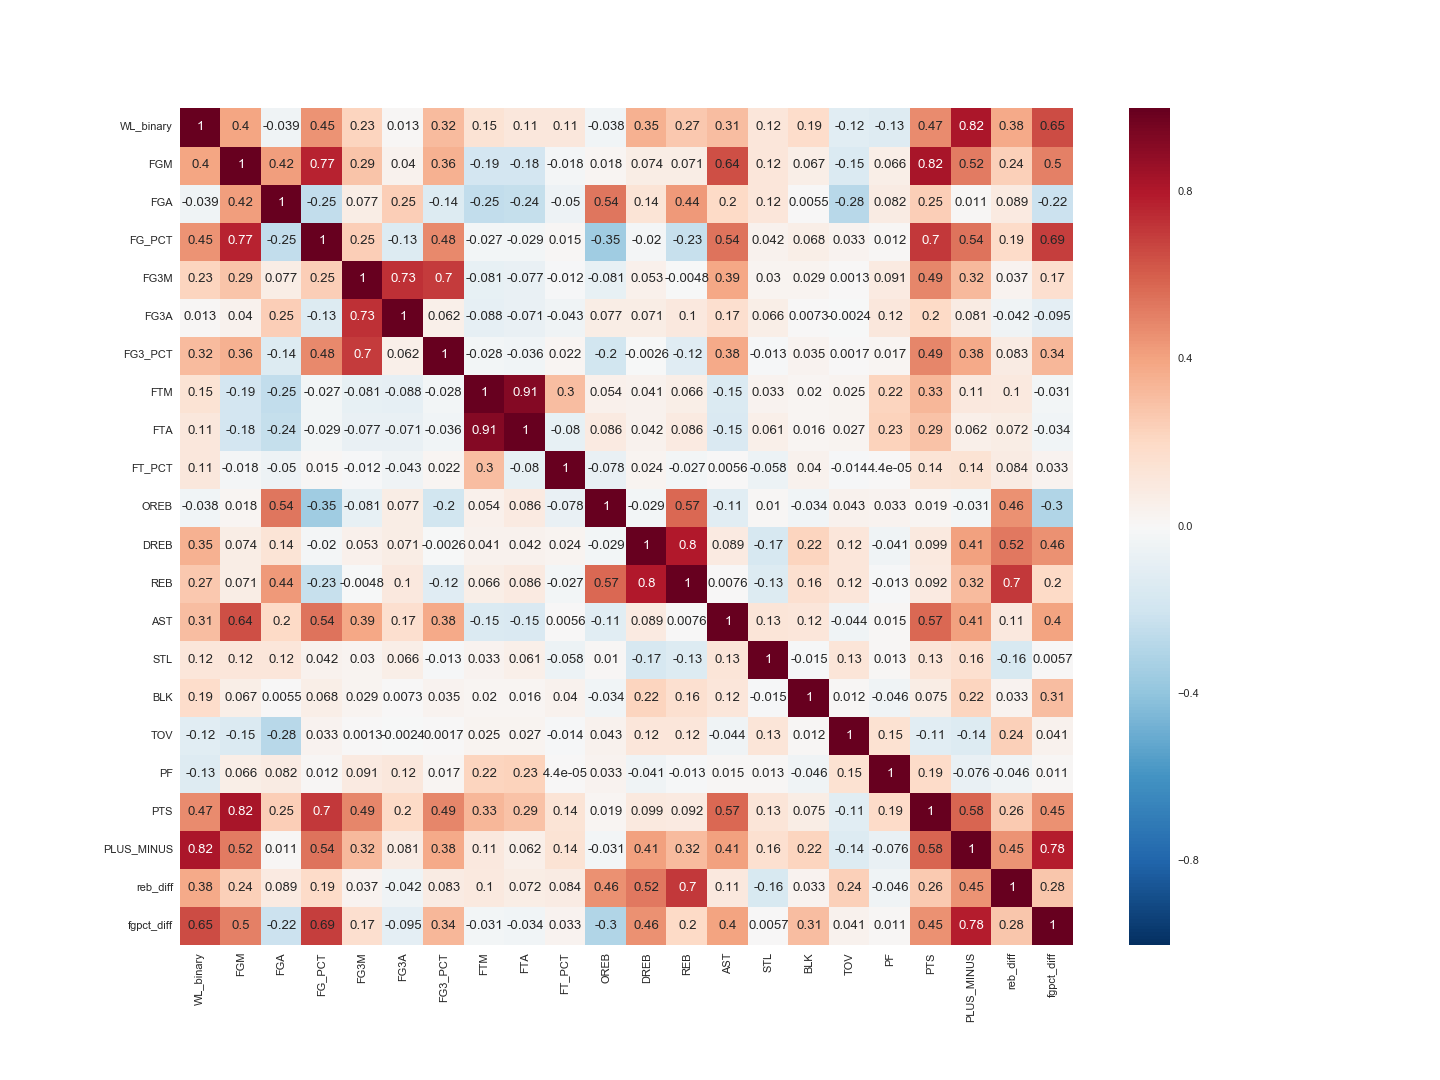 WL_binary 1 0.4 -0.039 0.45 0.23 0.013 0.32 0.15 0.11 0.11 -0.038 0.35 0.27 0.31 0.12 0.19 -0.12 -0.13 0.47 0.82 0.38 0.65
FGM 0.4 1 0.42 0.77 0.29 0.04 0.36 -0.19 -0.18 -0.018 0.018 0.074 0.071 0.64 0.12 0.067 -0.15 0.066 0.82 0.52 0.24 0.5
0.8
FGA -0.039 0.42 1 -0.25 0.077 0.25 -0.14 -0.25 -0.24 -0.05 0.54 0.14 0.44 0.2 0.12 0.0055 -0.28 0.082 0.25 0.011 0.089 -0.22
FG_PCT 0.45 0.77 -0.25 1 0.25 -0.13 0.48 -0.027 -0.029 0.015 -0.35 -0.02 -0.23 0.54 0.042 0.068 0.033 0.012 0.7 0.54 0.19 0.69
FG3M 0.23 0.29 0.077 0.25 1 0.73 0.7 -0.081 -0.077 -0.012 -0.081 0.053 -0.0048 0.39 0.03 0.029 0.0013 0.091 0.49 0.32 0.037 0.17
FG3A 0.013 0.04 0.25 -0.13 0.73 1 0.062 -0.088 -0.071 -0.043 0.077 0.071 0.1 0.17 0.066 0.0073 -0.0024 0.12 0.2 0.081 -0.042 -0.095
FG3_PCT 0.32 0.36 -0.14 0.48 0.7 0.062 1 -0.028 -0.036 0.022 -0.2 -0.0026 -0.12 0.38 -0.013 0.035 0.0017 0.017 0.49 0.38 0.083 0.34
0.4
FTM 0.15 -0.19 -0.25 -0.027 -0.081 -0.088 -0.028 1 0.91 0.3 0.054 0.041 0.066 -0.15 0.033 0.02 0.025 0.22 0.33 0.11 0.1 -0.031
FTA 0.11 -0.18 -0.24 -0.029 -0.077 -0.071 -0.036 0.91 1 -0.08 0.086 0.042 0.086 -0.15 0.061 0.016 0.027 0.23 0.29 0.062 0.072 -0.034
FT_PCT 0.11 -0.018 -0.05 0.015 -0.012 -0.043 0.022 0.3 -0.08 1 -0.078 0.024 -0.027 0.0056 -0.058 0.04 -0.014 4.4e-05 0.14 0.14 0.084 0.033
OREB -0.038 0.018 0.54 -0.35 -0.081 0.077 -0.2 0.054 0.086 -0.078 1 -0.029 0.57 -0.11 0.01 -0.034 0.043 0.033 0.019 -0.031 0.46 -0.3
0.0
DREB 0.35 0.074 0.14 -0.02 0.053 0.071 -0.0026 0.041 0.042 0.024 -0.029 1 0.8 0.089 -0.17 0.22 0.12 -0.041 0.099 0.41 0.52 0.46
REB 0.27 0.071 0.44 -0.23 -0.0048 0.1 -0.12 0.066 0.086 -0.027 0.57 0.8 1 0.0076 -0.13 0.16 0.12 -0.013 0.092 0.32 0.7 0.2
AST 0.31 0.64 0.2 0.54 0.39 0.17 0.38 -0.15 -0.15 0.0056 -0.11 0.089 0.0076 1 0.13 0.12 -0.044 0.015 0.57 0.41 0.11 0.4
STL 0.12 0.12 0.12 0.042 0.03 0.066 -0.013 0.033 0.061 -0.058 0.01 -0.17 -0.13 0.13 1 -0.015 0.13 0.013 0.13 0.16 -0.16 0.0057
−0.4
BLK 0.19 0.067 0.0055 0.068 0.029 0.0073 0.035 0.02 0.016 0.04 -0.034 0.22 0.16 0.12 -0.015 1 0.012 -0.046 0.075 0.22 0.033 0.31
TOV -0.12 -0.15 -0.28 0.033 0.0013 -0.0024 0.0017 0.025 0.027 -0.014 0.043 0.12 0.12 -0.044 0.13 0.012 1 0.15 -0.11 -0.14 0.24 0.041
PF -0.13 0.066 0.082 0.012 0.091 0.12 0.017 0.22 0.23 4.4e-05 0.033 -0.041 -0.013 0.015 0.013 -0.046 0.15 1 0.19 -0.076 -0.046 0.011
PTS 0.47 0.82 0.25 0.7 0.49 0.2 0.49 0.33 0.29 0.14 0.019 0.099 0.092 0.57 0.13 0.075 -0.11 0.19 1 0.58 0.26 0.45
PLUS_MINUS 0.82 0.52 0.011 0.54 0.32 0.081 0.38 0.11 0.062 0.14 -0.031 0.41 0.32 0.41 0.16 0.22 -0.14 -0.076 0.58 1 0.45 0.78
−0.8
reb_diff 0.38 0.24 0.089 0.19 0.037 -0.042 0.083 0.1 0.072 0.084 0.46 0.52 0.7 0.11 -0.16 0.033 0.24 -0.046 0.26 0.45 1 0.28
fgpct_diff 0.65 0.5 -0.22 0.69 0.17 -0.095 0.34 -0.031 -0.034 0.033 -0.3 0.46 0.2 0.4 0.0057 0.31 0.041 0.011 0.45 0.78 0.28 1
WL_binary FGM FGA FG_PCT FG3M FG3A FG3_PCT FTM FTA FT_PCT OREB DREB REB AST STL BLK TOV PF PTS PLUS_MINUS reb_diff fgpct_diff